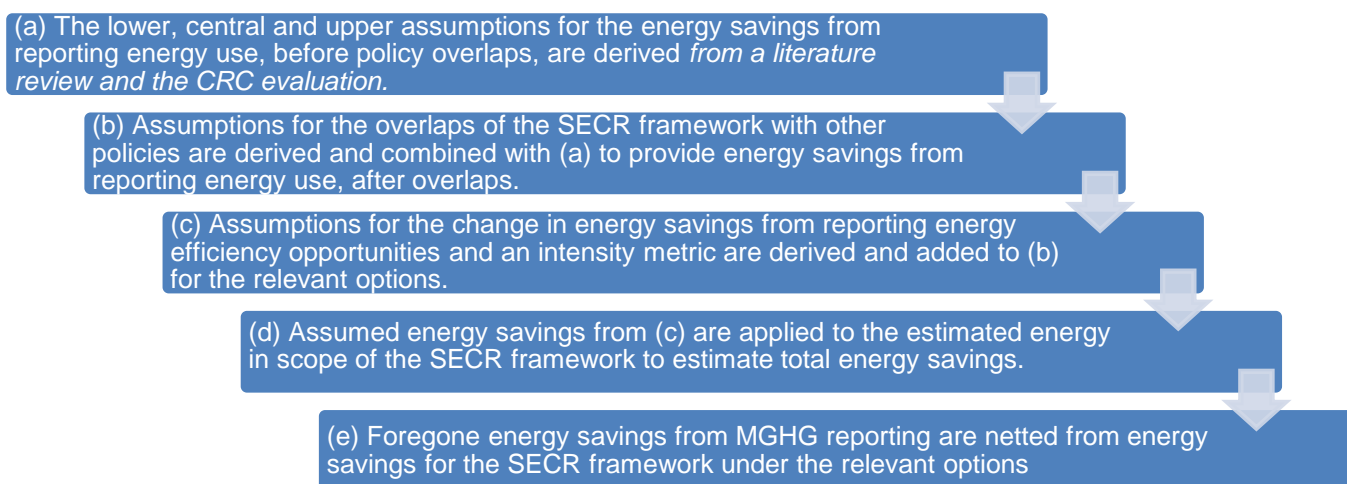 (a) The lower, central and upper assumptions for the energy savings from
reporting energy use, before policy overlaps, are derived from a literature
review and the CRC evaluation.
(b) Assumptions for the overlaps of the SECR framework with other
policies are derived and combined with (a) to provide energy savings from
reporting energy use, after overlaps.
(c) Assumptions for the change in energy savings from reporting energy
efficiency opportunities and an intensity metric are derived and added to (b)
for the relevant options.
(d) Assumed energy savings from (c) are applied to the estimated energy
in scope of the SECR framework to estimate total energy savings.
(e) Foregone energy savings from MGHG reporting are netted from energy
savings for the SECR framework under the relevant options